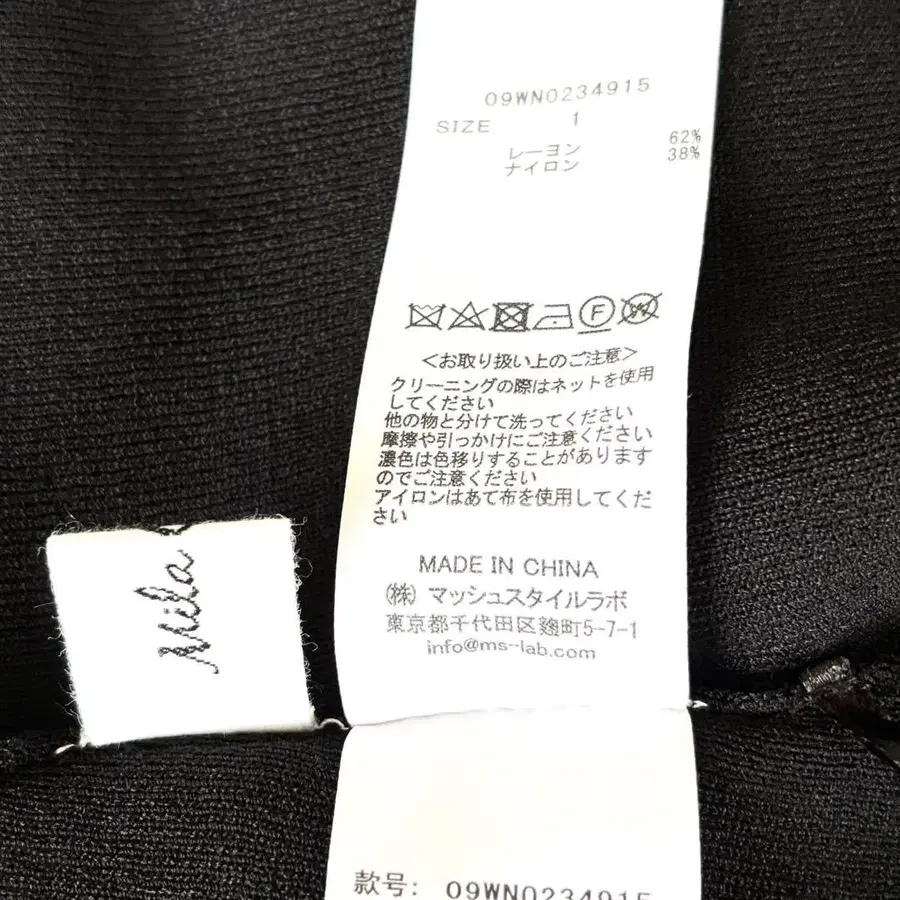 09WN0234915
SIZE 1
レーヨン 62%
ナイロン 38%
F
W
<お取り扱い上のご注意>
クリーニングの際はネットを使用
してください
他の物と分けて洗ってください
摩擦や引っかけにご注意ください
濃色は色移りすることがあります
のでご注意ください
アイロンはあて布を使用してくだ
さい
MADE IN CHINA
(株) マッシュスタイルラボ
東京都千代田区麹町5-7-1
info@ms-lab.com
Mila
款号: 09WN0234915